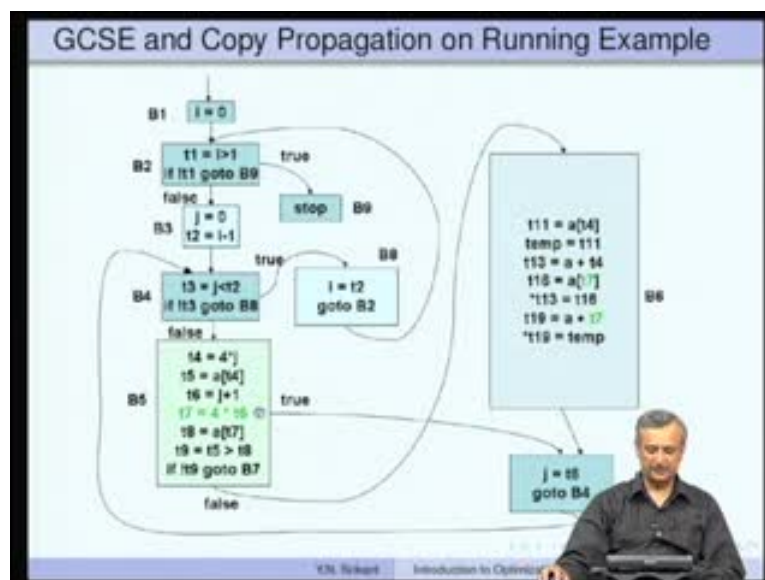 GCSE and Copy Propagation on Running Example
B1
i = 0
B2
t1 = i>1
if !t1 goto B9
true
false
stop
B9
B3
j = 0
t2 = i-1
true
B8
B4
t3 = j<t2
if !t3 goto B8
i = t2
goto B2
false
B5
t4 = 4*j
t5 = a[t4]
t6 = j+1
t7 = 4 * t6
t8 = a[t7]
t9 = t5 > t8
if !t9 goto B7
true
false
t11 = a[t4]
temp = t11
t13 = a + t4
t16 = a[t7]
*t13 = t16
t19 = a + t7
*t19 = temp
B6
j = t6
goto B4
Y.N. Srikant
Introduction to